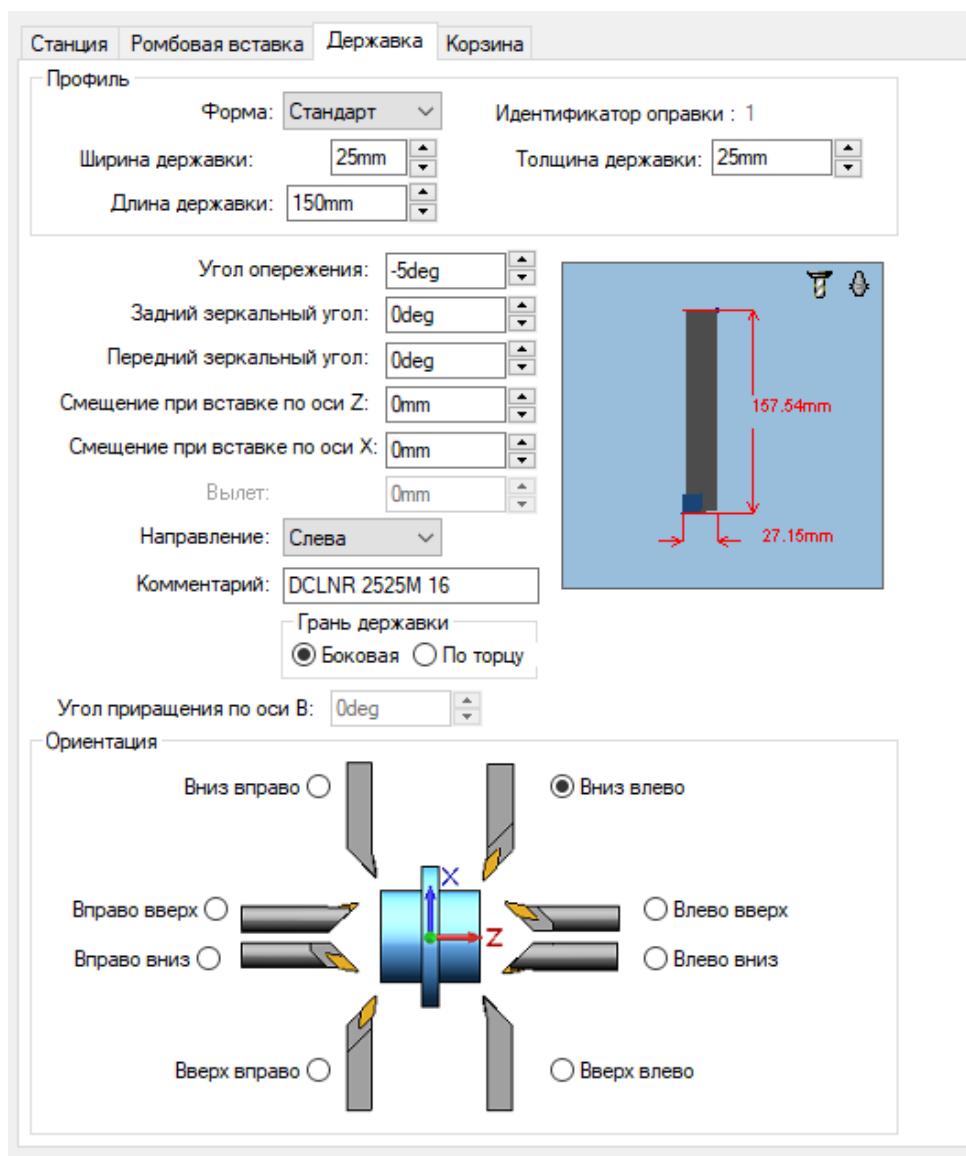 Станция Ромбовая вставка Державка Корзина
Профиль
Форма: Стандарт Идентификатор оправки : 1
Ширина державки: 25mm Толщина державки: 25mm
Длина державки: 150mm
Угол опережения: -5deg
Задний зеркальный угол: 0deg
Передний зеркальный угол: 0deg
Смещение при вставке по оси Z: 0mm
157.54mm
Смещение при вставке по оси X: 0mm
Вылет: 0mm
Направление: Слева
27.15mm
Комментарий: DCLNR 2525M 16
Грань державки
Боковая По торцу
Угол приращения по оси B: 0deg
Ориентация
Вниз вправо Вниз влево
X
Вправо вверх Влево вверх
Z
Вправо вниз Влево вниз
Вверх вправо Вверх влево